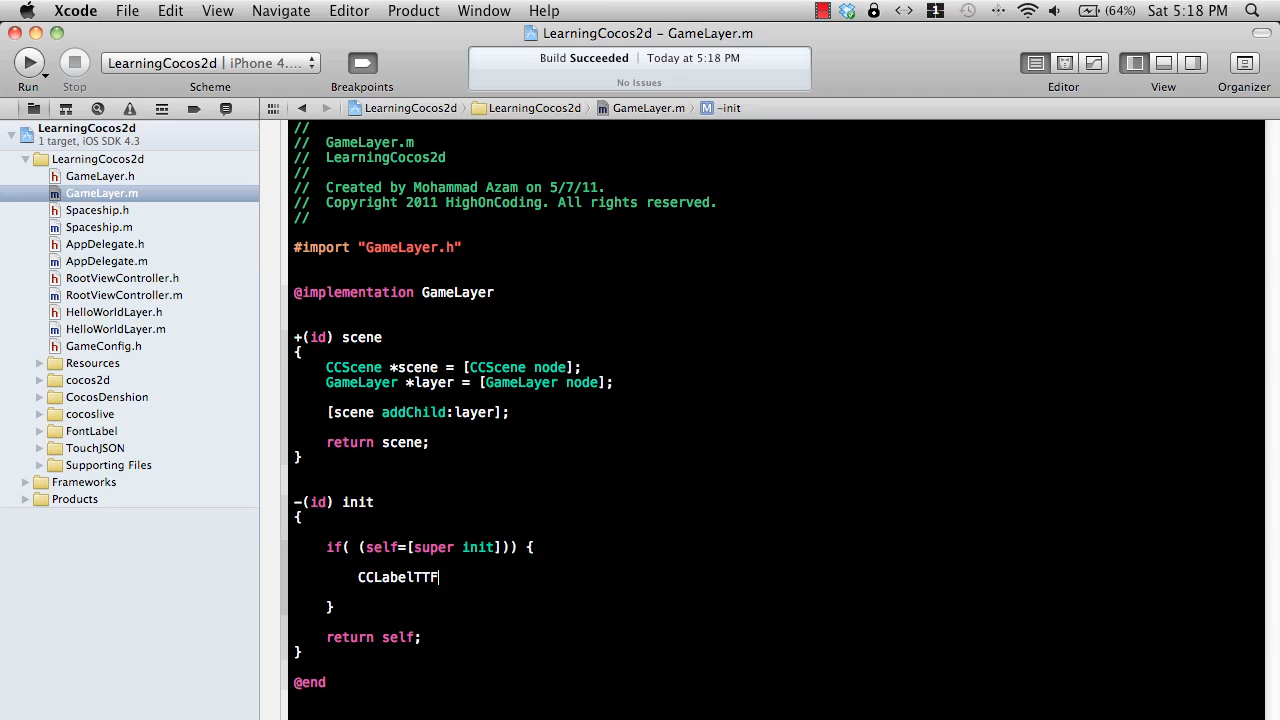 Xcode File Edit View Navigate Editor Product Window Help (64%) Sat 5:18 PM
LearningCocos2d - GameLayer.m
Run Stop LearningCocos2d | iPhone 4.... Scheme Breakpoints
Build Succeeded Today at 5:18 PM
No Issues
Editor View Organizer
LearningCocos2d
1 target, iOS SDK 4.3
LearningCocos2d
GameLayer.h
GameLayer.m
Spaceship.h
Spaceship.m
AppDelegate.h
AppDelegate.m
RootViewController.h
RootViewController.m
HelloWorldLayer.h
HelloWorldLayer.m
GameConfig.h
Resources
cocos2d
CocosDenshion
cocoslive
FontLabel
TouchJSON
Supporting Files
Frameworks
Products
LearningCocos2d LearningCocos2d GameLayer.m M -init
//
// GameLayer.m
// LearningCocos2d
//
// Created by Mohammad Azam on 5/7/11.
// Copyright 2011 HighOnCoding. All rights reserved.
//
#import "GameLayer.h"
@implementation GameLayer
+(id) scene
{
CCScene *scene = [CCScene node];
GameLayer *layer = [GameLayer node];
[scene addChild:layer];
return scene;
}
-(id) init
{
if( (self=[super init])) {
CCLabelTTF
}
return self;
}
@end